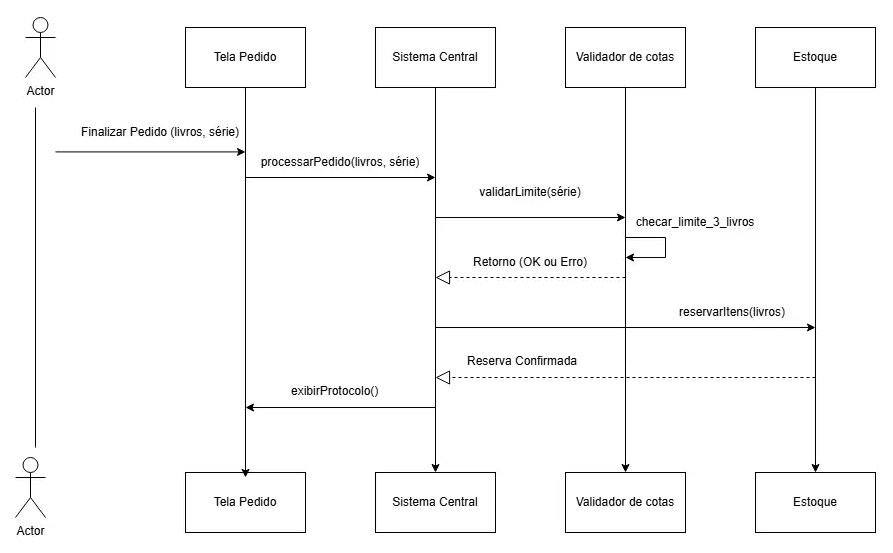 Actor
Tela Pedido
Sistema Central
Validador de cotas
Estoque
Finalizar Pedido (livros, série)
processarPedido(livros, série)
validarLimite(série)
checar_limite_3_livros
Retorno (OK ou Erro)
reservarItens(livros)
Reserva Confirmada
exibirProtocolo()
Actor
Tela Pedido
Sistema Central
Validador de cotas
Estoque